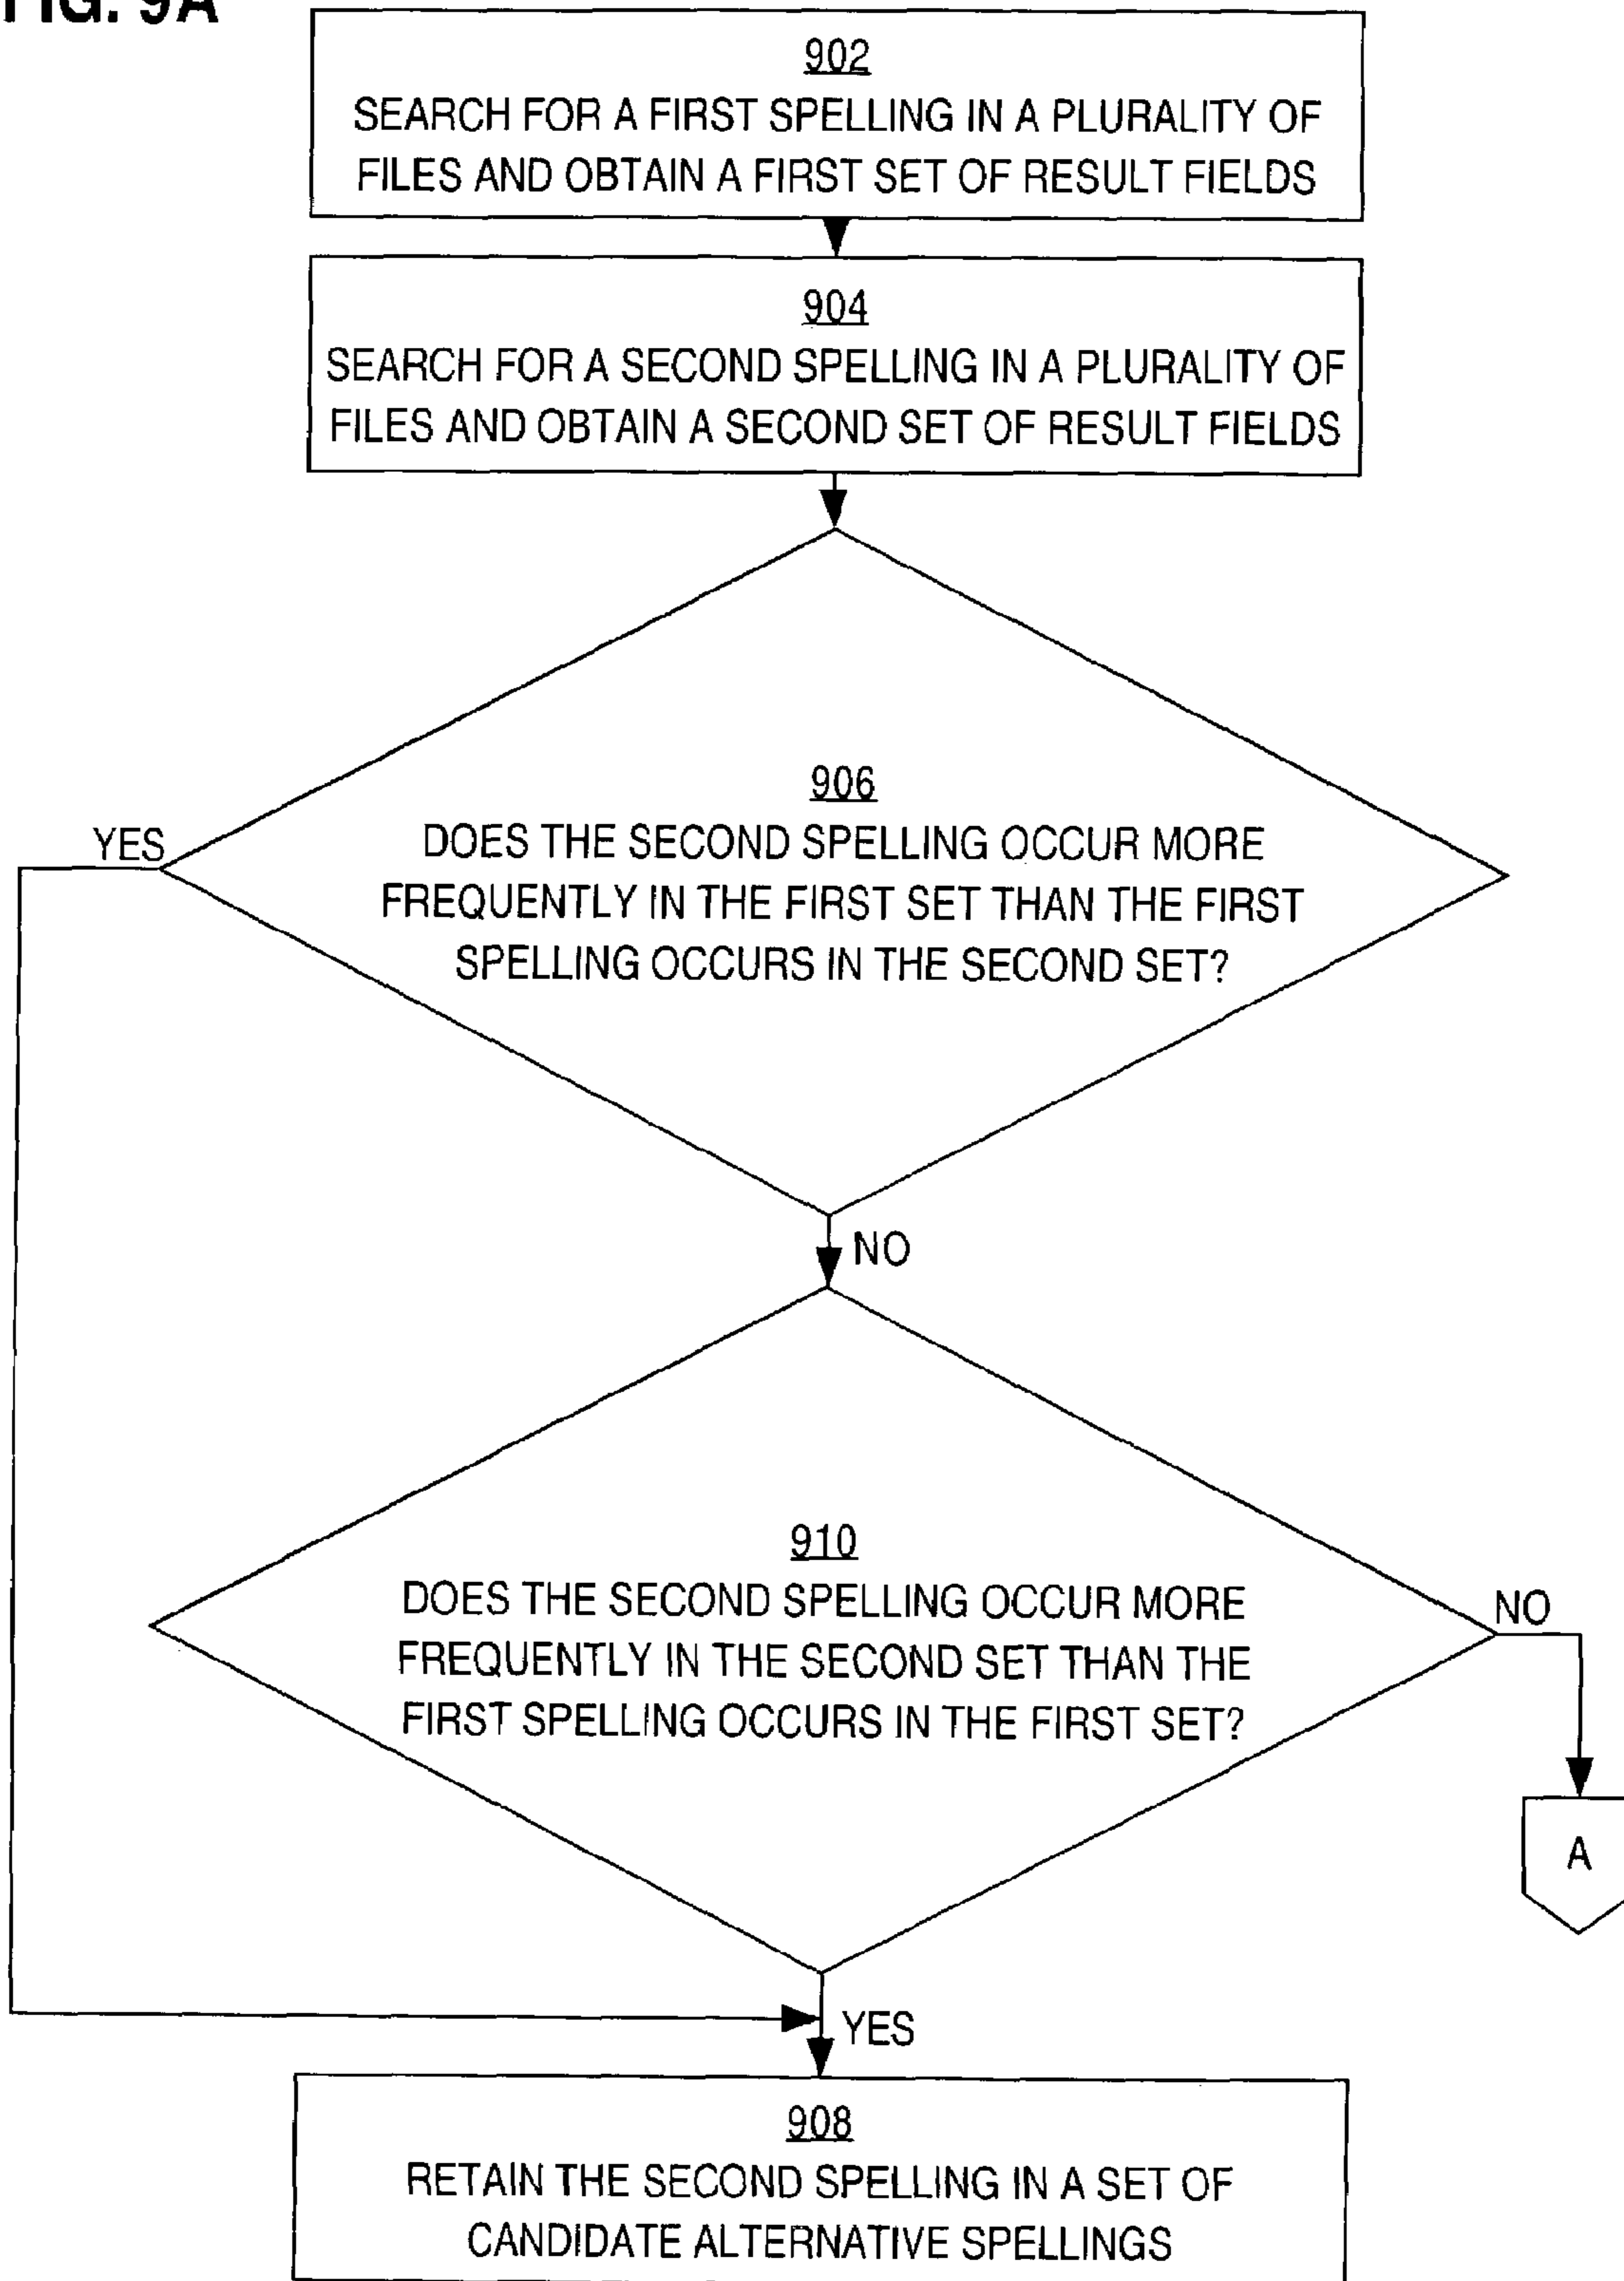 FIG. 9A
902
SEARCH FOR A FIRST SPELLING IN A PLURALITY OF
FILES AND OBTAIN A FIRST SET OF RESULT FIELDS
904
SEARCH FOR A SECOND SPELLING IN A PLURALITY OF
FILES AND OBTAIN A SECOND SET OF RESULT FIELDS
906
DOES THE SECOND SPELLING OCCUR MORE
FREQUENTLY IN THE FIRST SET THAN THE FIRST
SPELLING OCCURS IN THE SECOND SET?
YES
NO
910
DOES THE SECOND SPELLING OCCUR MORE
FREQUENTLY IN THE SECOND SET THAN THE
FIRST SPELLING OCCURS IN THE FIRST SET?
NO
A
YES
908
RETAIN THE SECOND SPELLING IN A SET OF
CANDIDATE ALTERNATIVE SPELLINGS